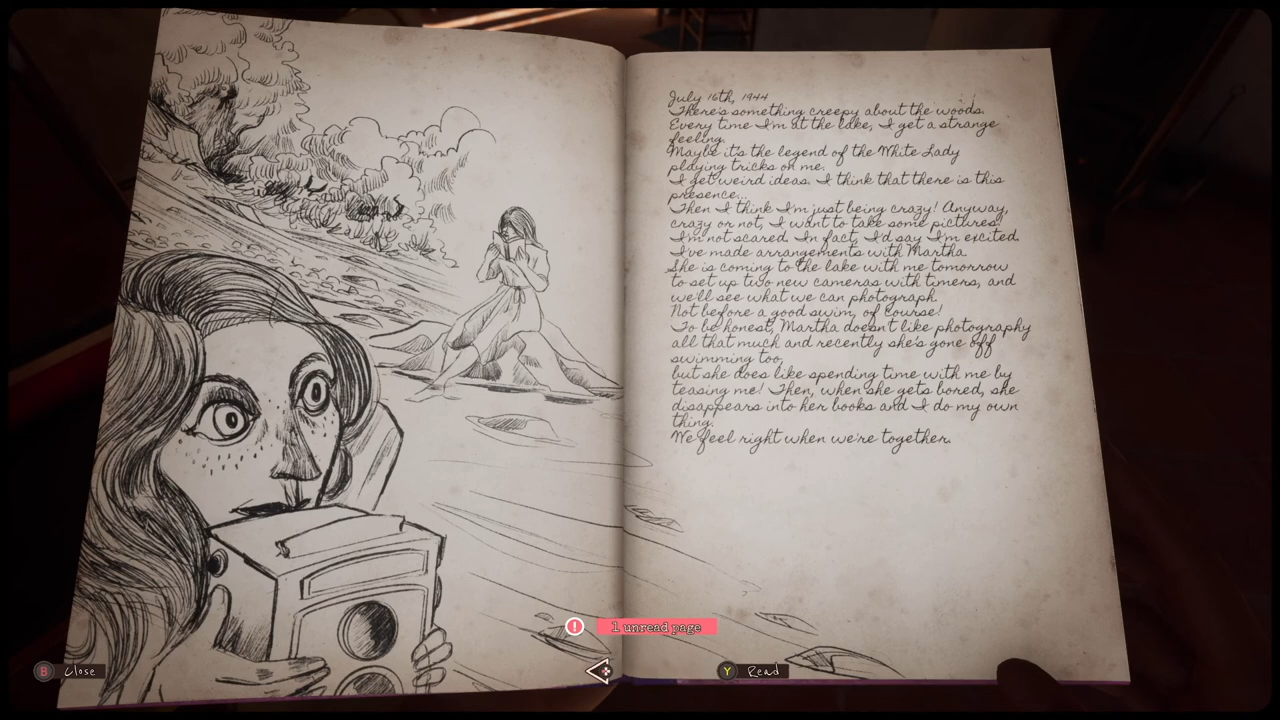 July 16th, 1944
There's something creepy about the woods.
Every time I'm at the lake, I get a strange
feeling.
Maybe it's the legend of the White Lady
playing tricks on me.
I get weird ideas. I think that there is this
presence...
Then I think I'm just being crazy! Anyway,
crazy or not, I want to take some pictures.
I'm not scared. In fact, I'd say I'm excited.
I've made arrangements with Martha.
She is coming to the lake with me tomorrow
to set up two new cameras with timers, and
we'll see what we can photograph.
Not before a good swim, of course!
To be honest, Martha doesn't like photography
all that much and recently she's gone off
swimming too,
but she does like spending time with me by
teasing me! Then, when she gets bored, she
disappears into her books and I do my own
thing.
We feel right when we're together.
! 1 unread page
B Close
Y Read